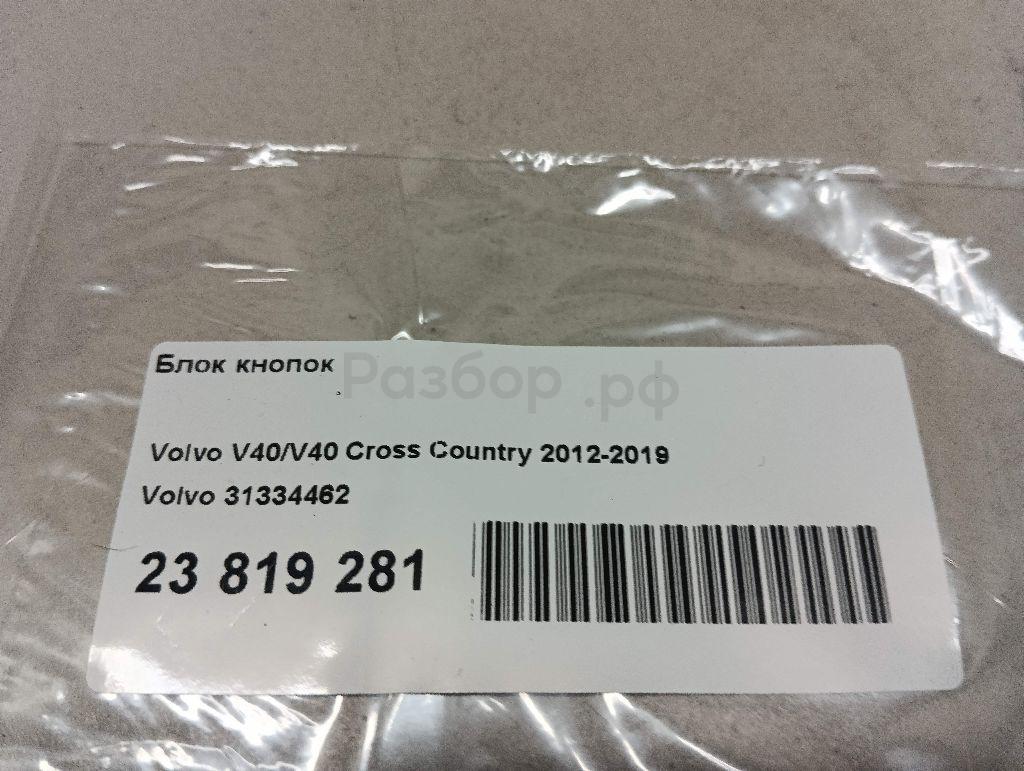 Блок кнопок
Разбор.рф
Volvo V40/V40 Cross Country 2012-2019
Volvo 31334462
23 819 281